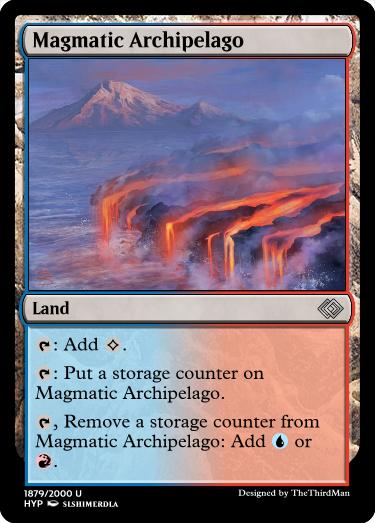 Magmatic Archipelago
Land
: Add .
: Put a storage counter on
Magmatic Archipelago.
, Remove a storage counter from
Magmatic Archipelago: Add or
.
1879/2000 U
HYP SLSHIMERDLA
Designed by TheThirdMan